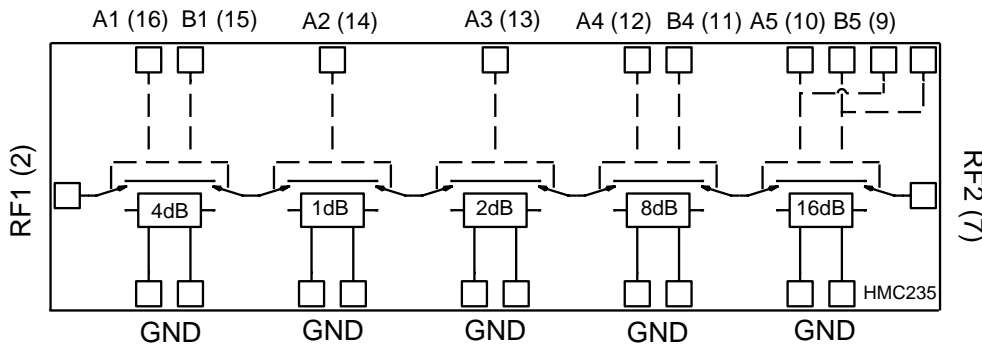 A1 (16) B1 (15) A2 (14) A3 (13) A4 (12) B4 (11) A5 (10) B5 (9)
RF1 (2)
RF2 (7)
4dB 1dB 2dB 8dB 16dB
HMC235
GND GND GND GND GND